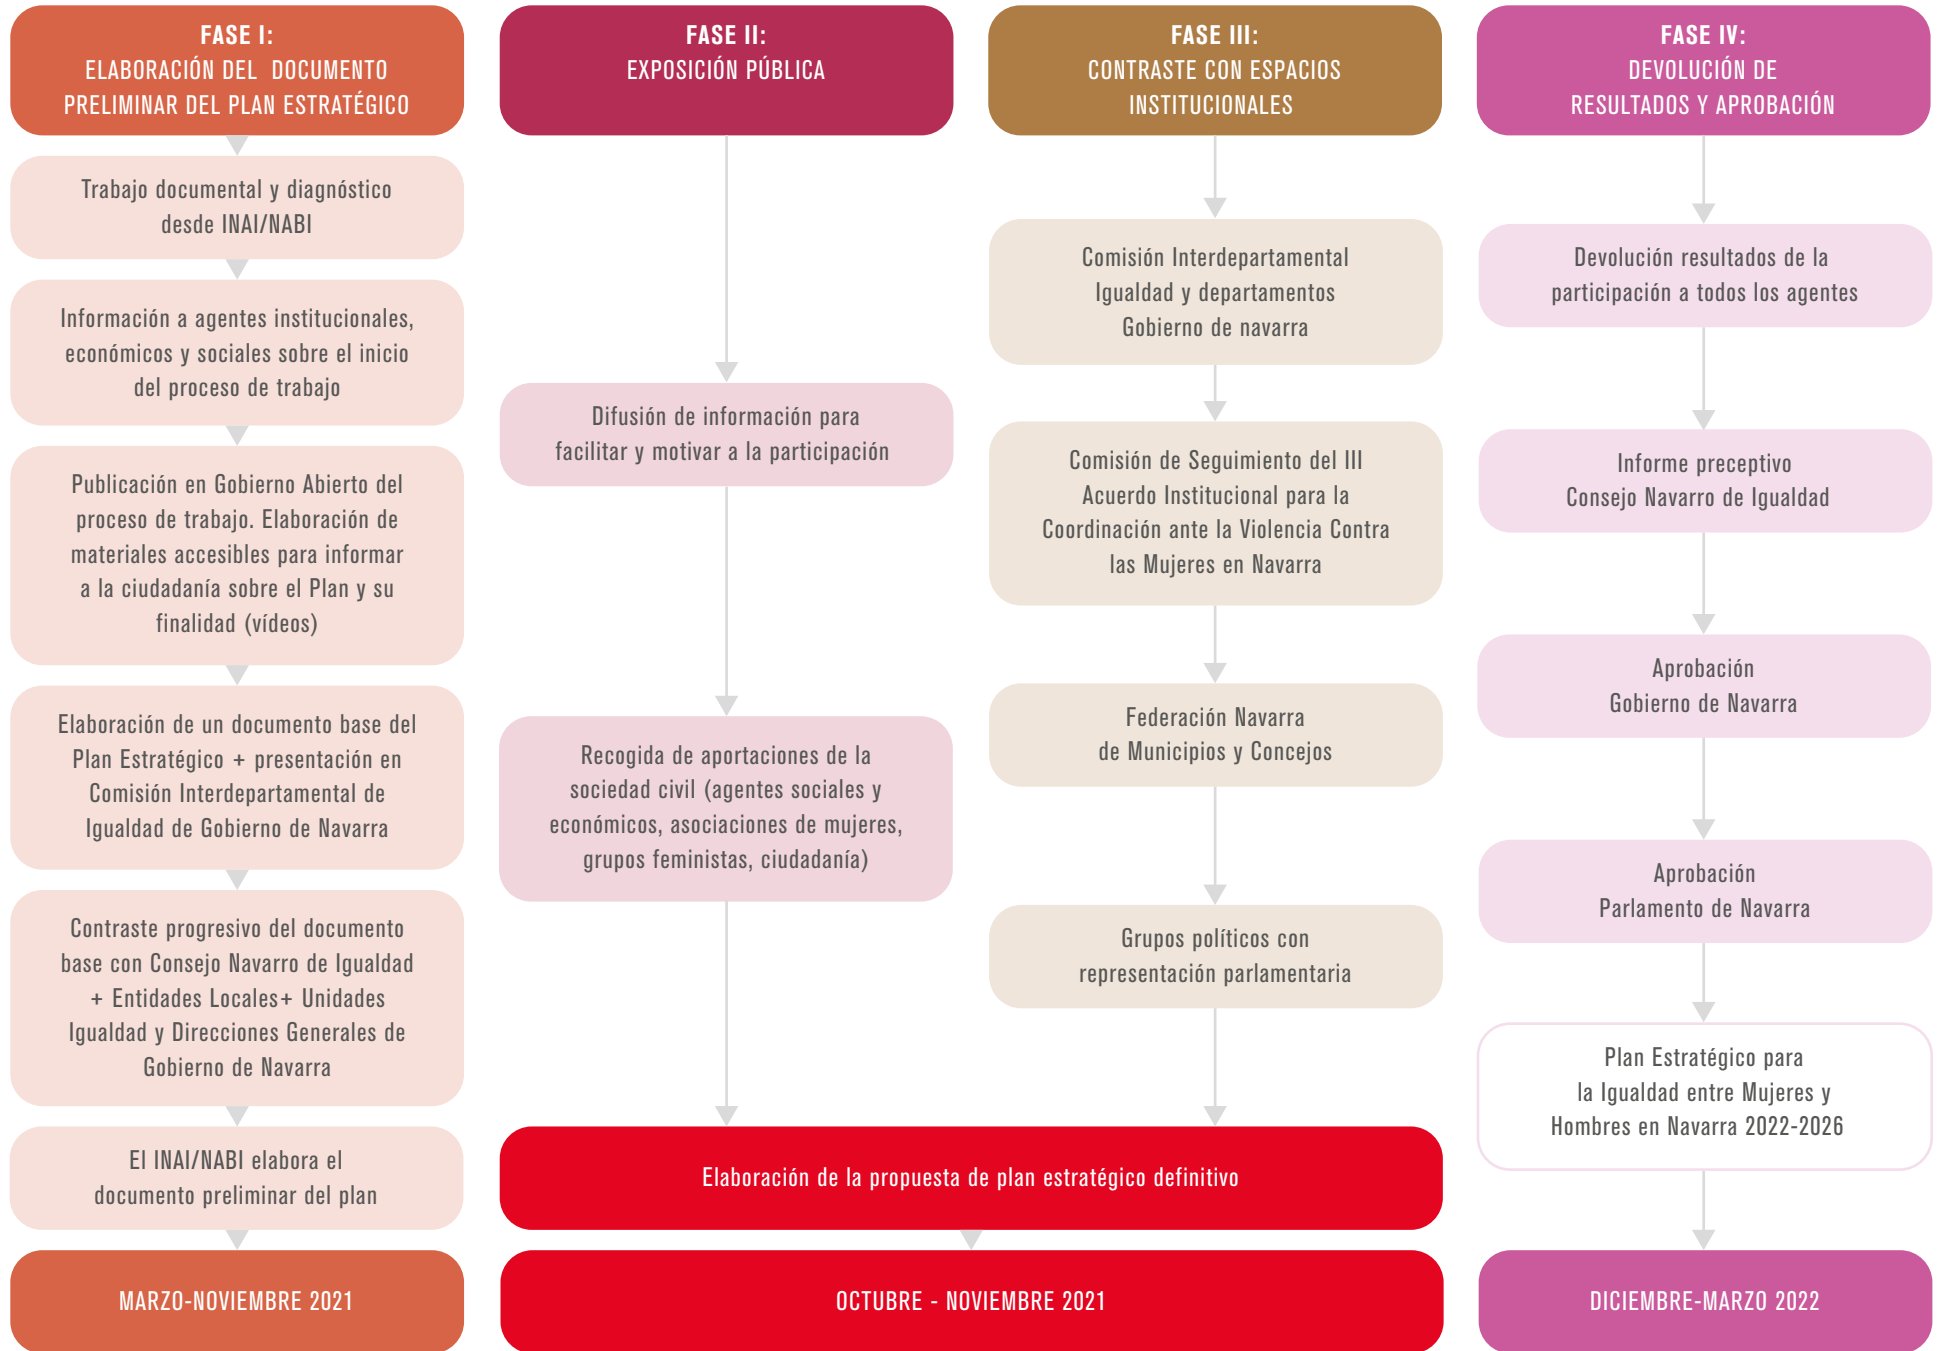 FASE I:
ELABORACIÓN DEL DOCUMENTO
PRELIMINAR DEL PLAN ESTRATÉGICO
Trabajo documental y diagnóstico
desde INAI/NABI
Información a agentes institucionales,
económicos y sociales sobre el inicio
del proceso de trabajo
Publicación en Gobierno Abierto del
proceso de trabajo. Elaboración de
materiales accesibles para informar
a la ciudadanía sobre el Plan y su
finalidad (vídeos)
Elaboración de un documento base del
Plan Estratégico + presentación en
Comisión Interdepartamental de
Igualdad de Gobierno de Navarra
Contraste progresivo del documento
base con Consejo Navarro de Igualdad
+ Entidades Locales+ Unidades
Igualdad y Direcciones Generales de
Gobierno de Navarra
El INAI/NABI elabora el
documento preliminar del plan
MARZO-NOVIEMBRE 2021
FASE II:
EXPOSICIÓN PÚBLICA
Difusión de información para
facilitar y motivar a la participación
Recogida de aportaciones de la
sociedad civil (agentes sociales y
económicos, asociaciones de mujeres,
grupos feministas, ciudadanía)
FASE III:
CONTRASTE CON ESPACIOS
INSTITUCIONALES
Comisión Interdepartamental
Igualdad y departamentos
Gobierno de navarra
Comisión de Seguimiento del III
Acuerdo Institucional para la
Coordinación ante la Violencia Contra
las Mujeres en Navarra
Federación Navarra
de Municipios y Concejos
Grupos políticos con
representación parlamentaria
Elaboración de la propuesta de plan estratégico definitivo
OCTUBRE - NOVIEMBRE 2021
FASE IV:
DEVOLUCIÓN DE
RESULTADOS Y APROBACIÓN
Devolución resultados de la
participación a todos los agentes
Informe preceptivo
Consejo Navarro de Igualdad
Aprobación
Gobierno de Navarra
Aprobación
Parlamento de Navarra
Plan Estratégico para
la Igualdad entre Mujeres y
Hombres en Navarra 2022-2026
DICIEMBRE-MARZO 2022